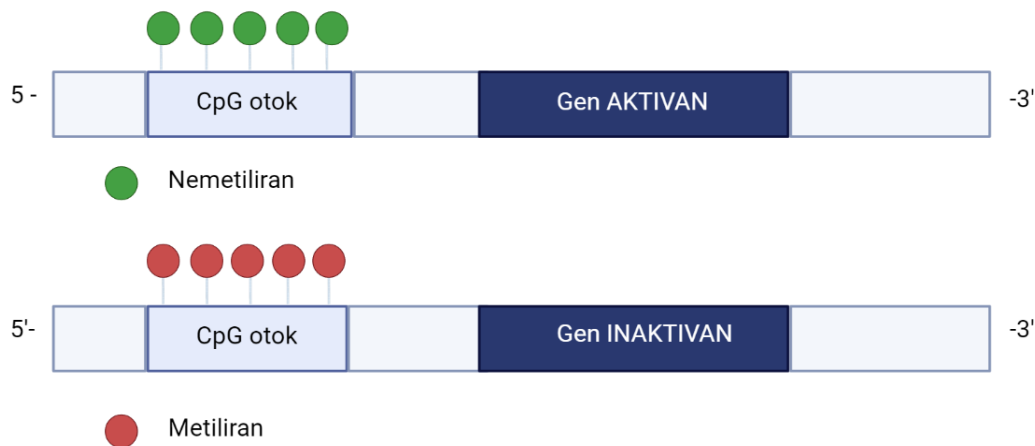 5 - CpG otok Gen AKTIVAN -3'
Nemetiliran
5'- CpG otok Gen INAKTIVAN -3'
Metiliran